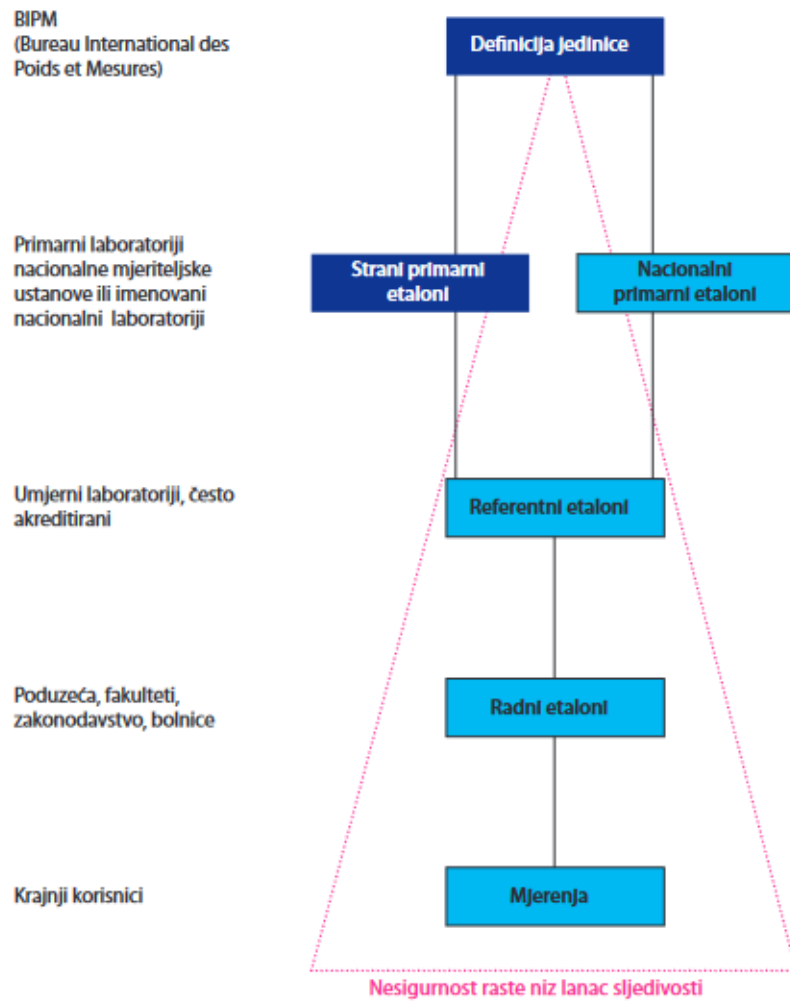 BIPM
(Bureau International des
Poids et Mesures)
Definicija jedinice
Primarni laboratoriji
nacionalne mjeriteljske
ustanove ili imenovani
nacionalni laboratoriji
Strani primarni
etaloni
Nacionalni
primarni etaloni
Umjerni laboratoriji, često
akreditirani
Referentni etaloni
Poduzeća, fakulteti,
zakonodavstvo, bolnice
Radni etaloni
Krajnji korisnici
Mjerenja
Nesigurnost raste niz lanac sljedivosti